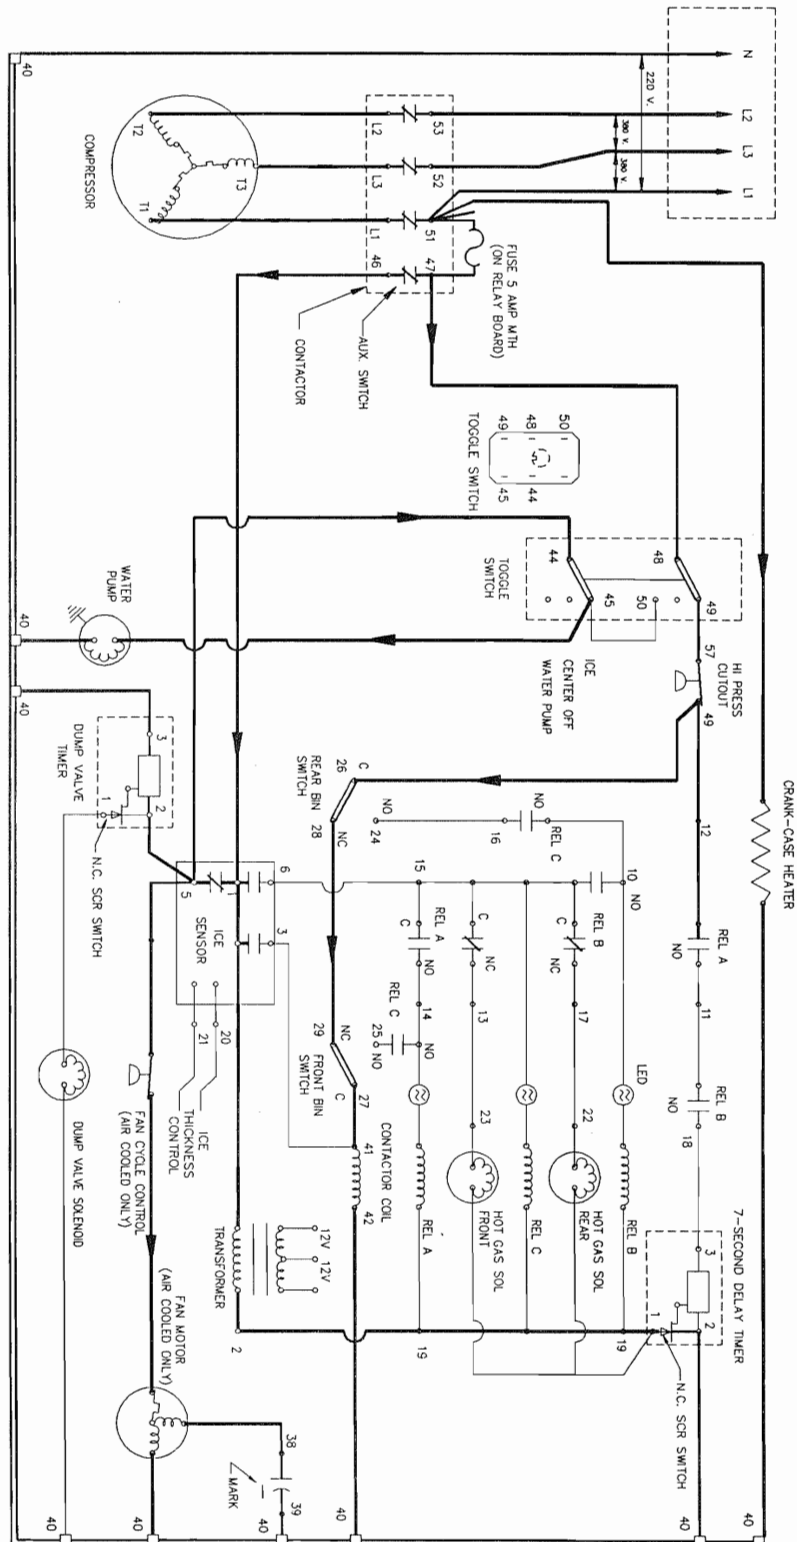 N
L2
L3
L1
220 V.
380 V.
380 V.
40
T2
T3
T1
COMPRESSOR
L2
53
L3
52
L1
51
46
47
FUSE 5 AMP MTH
(ON RELAY BOARD)
AUX. SWITCH
CONTACTOR
50
48
49
44
45
TOGGLE SWITCH
CRANK-CASE HEATER
44
48
45
50
49
TOGGLE
SWITCH
57
HI PRESS
CUTOUT
49
ICE
CENTER OFF
WATER PUMP
WATER
PUMP
40
40
3
2
1
DUMP VALVE
TIMER
N.C. SCR SWITCH
C
26
REAR BIN
SWITCH
28
NC
NO
24
16
NO
REL C
10
NO
12
5
1
6
3
ICE
SENSOR
20
21
ICE
THICKNESS
CONTROL
15
REL A
C
NO
14
REL C
25
NO
NO
C
NC
13
REL B
C
NC
17
REL A
NO
11
REL B
NO
18
LED
NC
29
FRONT BIN
SWITCH
C
27
23
22
41
CONTACTOR COIL
42
REL A
HOT GAS SOL
FRONT
REL C
HOT GAS SOL
REAR
REL B
7-SECOND DELAY TIMER
3
2
1
N.C. SCR SWITCH
19
19
12V
12V
TRANSFORMER
2
DUMP VALVE SOLENOID
FAN CYCLE CONTROL
(AIR COOLED ONLY)
FAN MOTOR
(AIR COOLED ONLY)
38
39
MARK
40
40
40
40
40
40